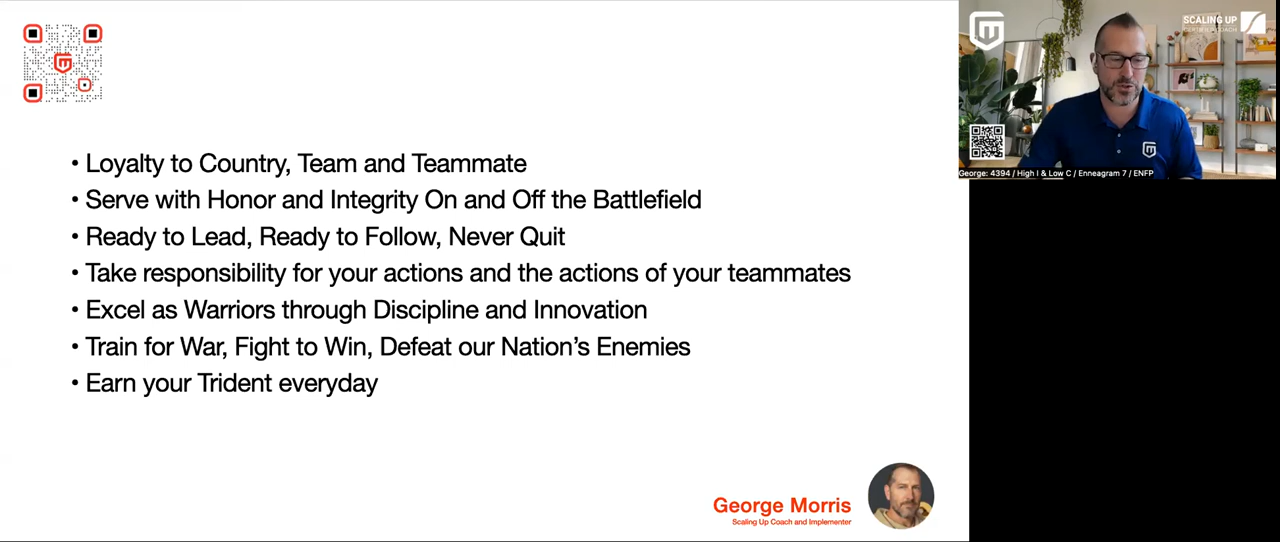 • Loyalty to Country, Team and Teammate
• Serve with Honor and Integrity On and Off the Battlefield
• Ready to Lead, Ready to Follow, Never Quit
• Take responsibility for your actions and the actions of your teammates
• Excel as Warriors through Discipline and Innovation
• Train for War, Fight to Win, Defeat our Nation’s Enemies
• Earn your Trident everyday
George Morris
Scaling Up Coach and Implementer
SCALING UP
CERTIFIED COACH
George: 4394 / High I & Low C / Enneagram 7 / ENFP